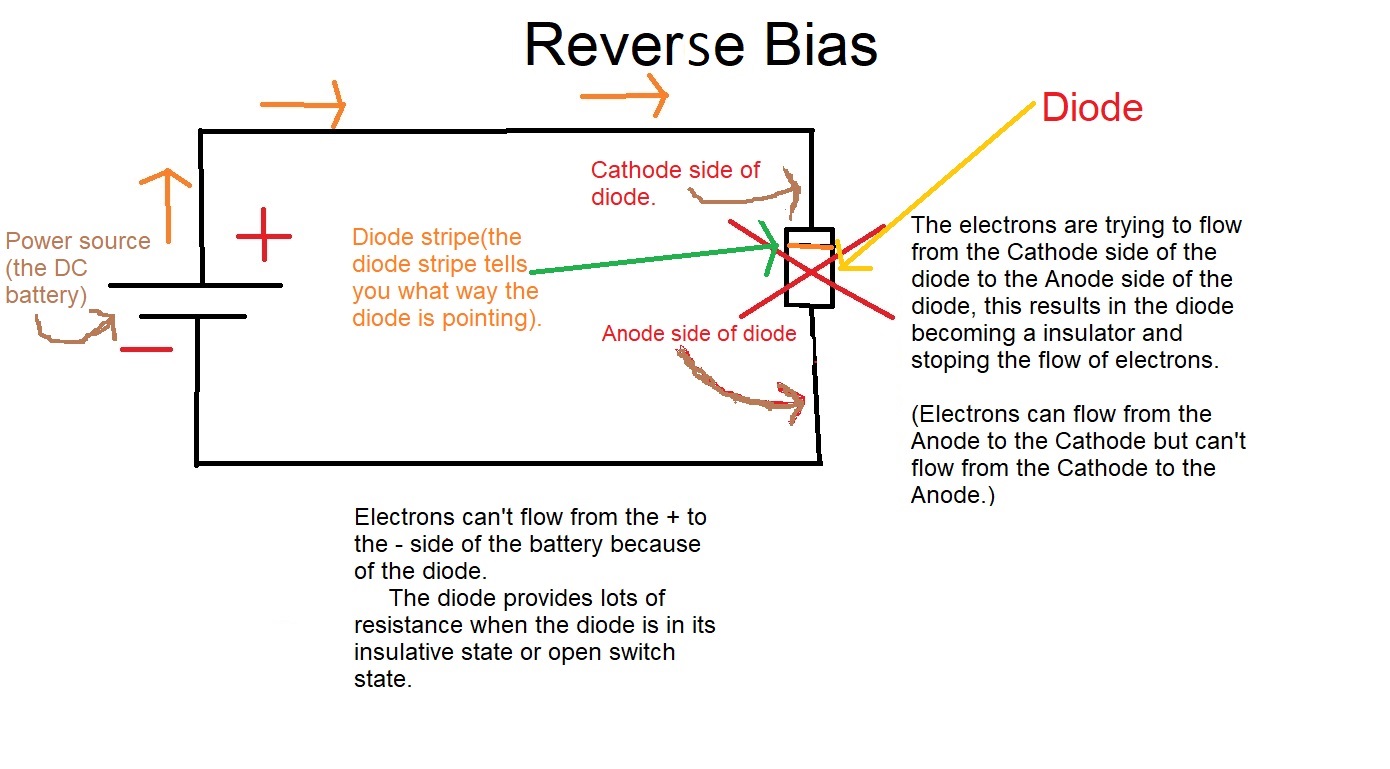 Reverse Bias
Diode
Cathode side of
diode.
Power source
(the DC
battery)
+
-
Diode stripe(the
diode stripe tells
you what way the
diode is pointing).
Anode side of diode
The electrons are trying to flow
from the Cathode side of the
diode to the Anode side of the
diode, this results in the diode
becoming a insulator and
stoping the flow of electrons.
(Electrons can flow from the
Anode to the Cathode but can't
flow from the Cathode to the
Anode.)
Electrons can't flow from the + to
the - side of the battery because
of the diode.
The diode provides lots of
resistance when the diode is in its
insulative state or open switch
state.